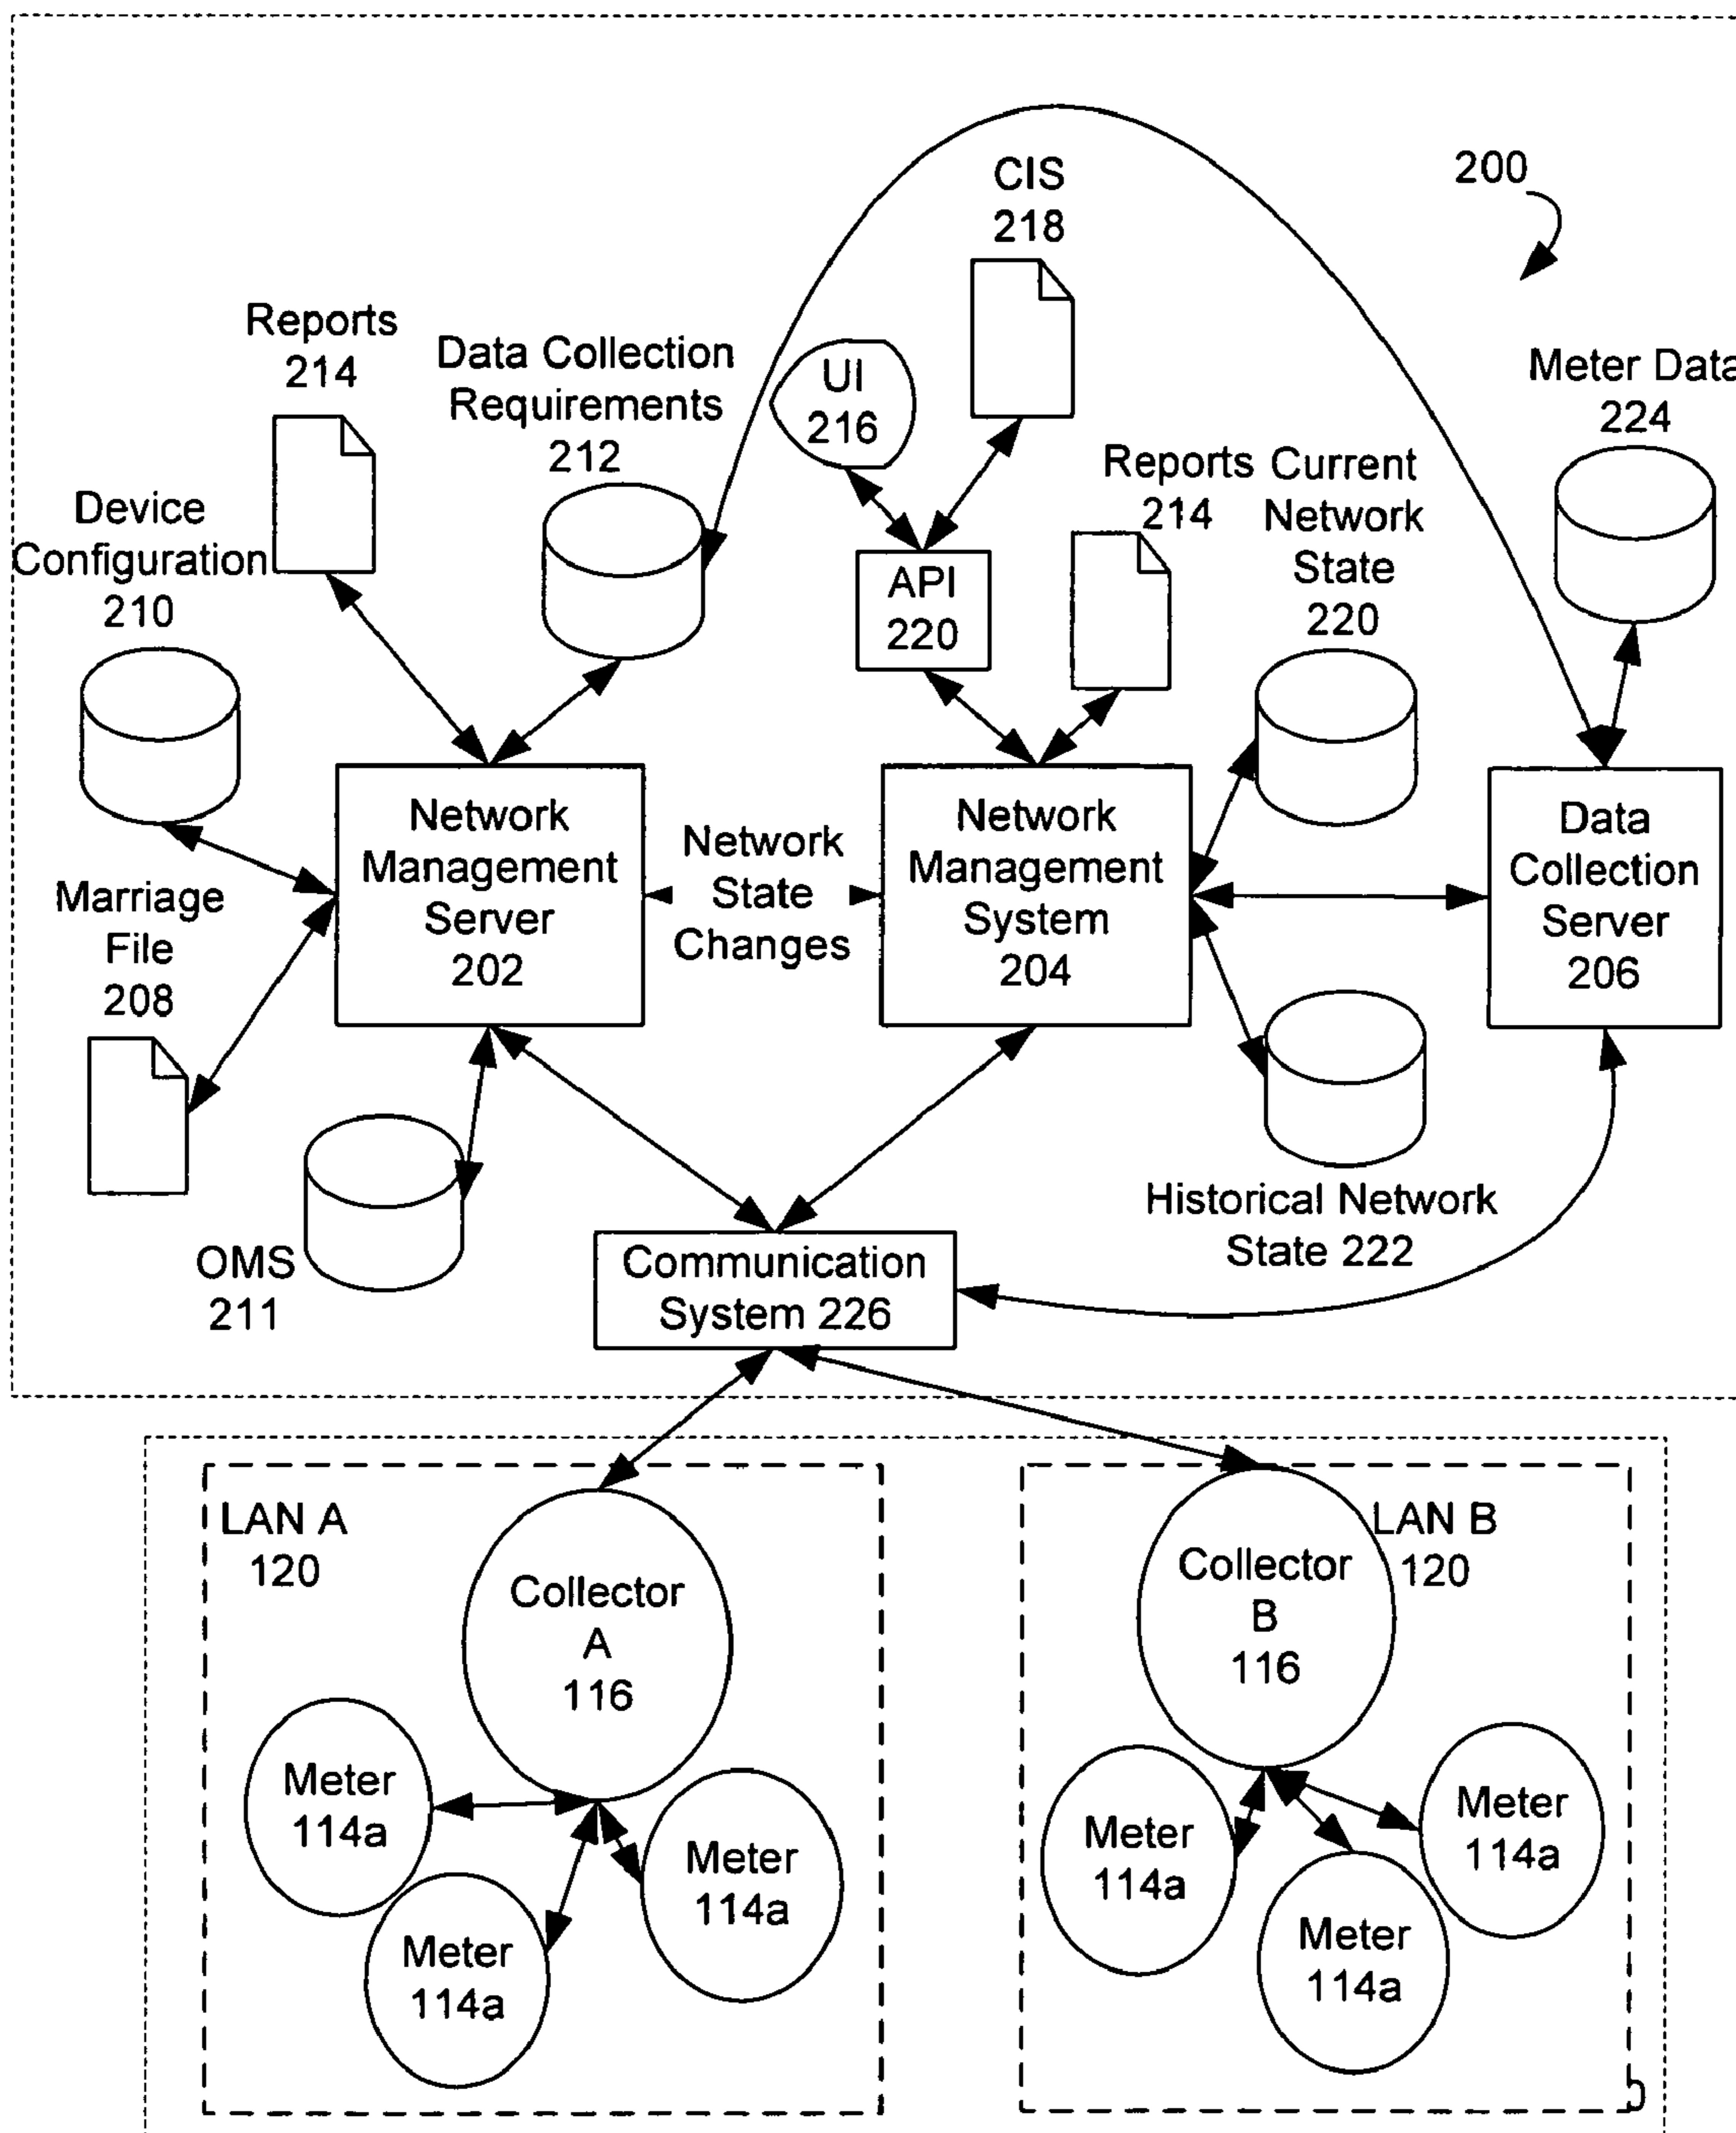 200
CIS
218
Reports
214
Data Collection
Requirements
212
UI
216
Meter Data
224
Reports
214
Current
Network
State
220
Device
Configuration
210
API
220
Network
Management
Server
202
Network
State
Changes
Network
Management
System
204
Data
Collection
Server
206
Marriage
File
208
Historical Network
State 222
OMS
211
Communication
System 226
LAN A
120
Collector
A
116
Meter
114a
Meter
114a
Meter
114a
LAN B
120
Collector
B
116
Meter
114a
Meter
114a
Meter
114a